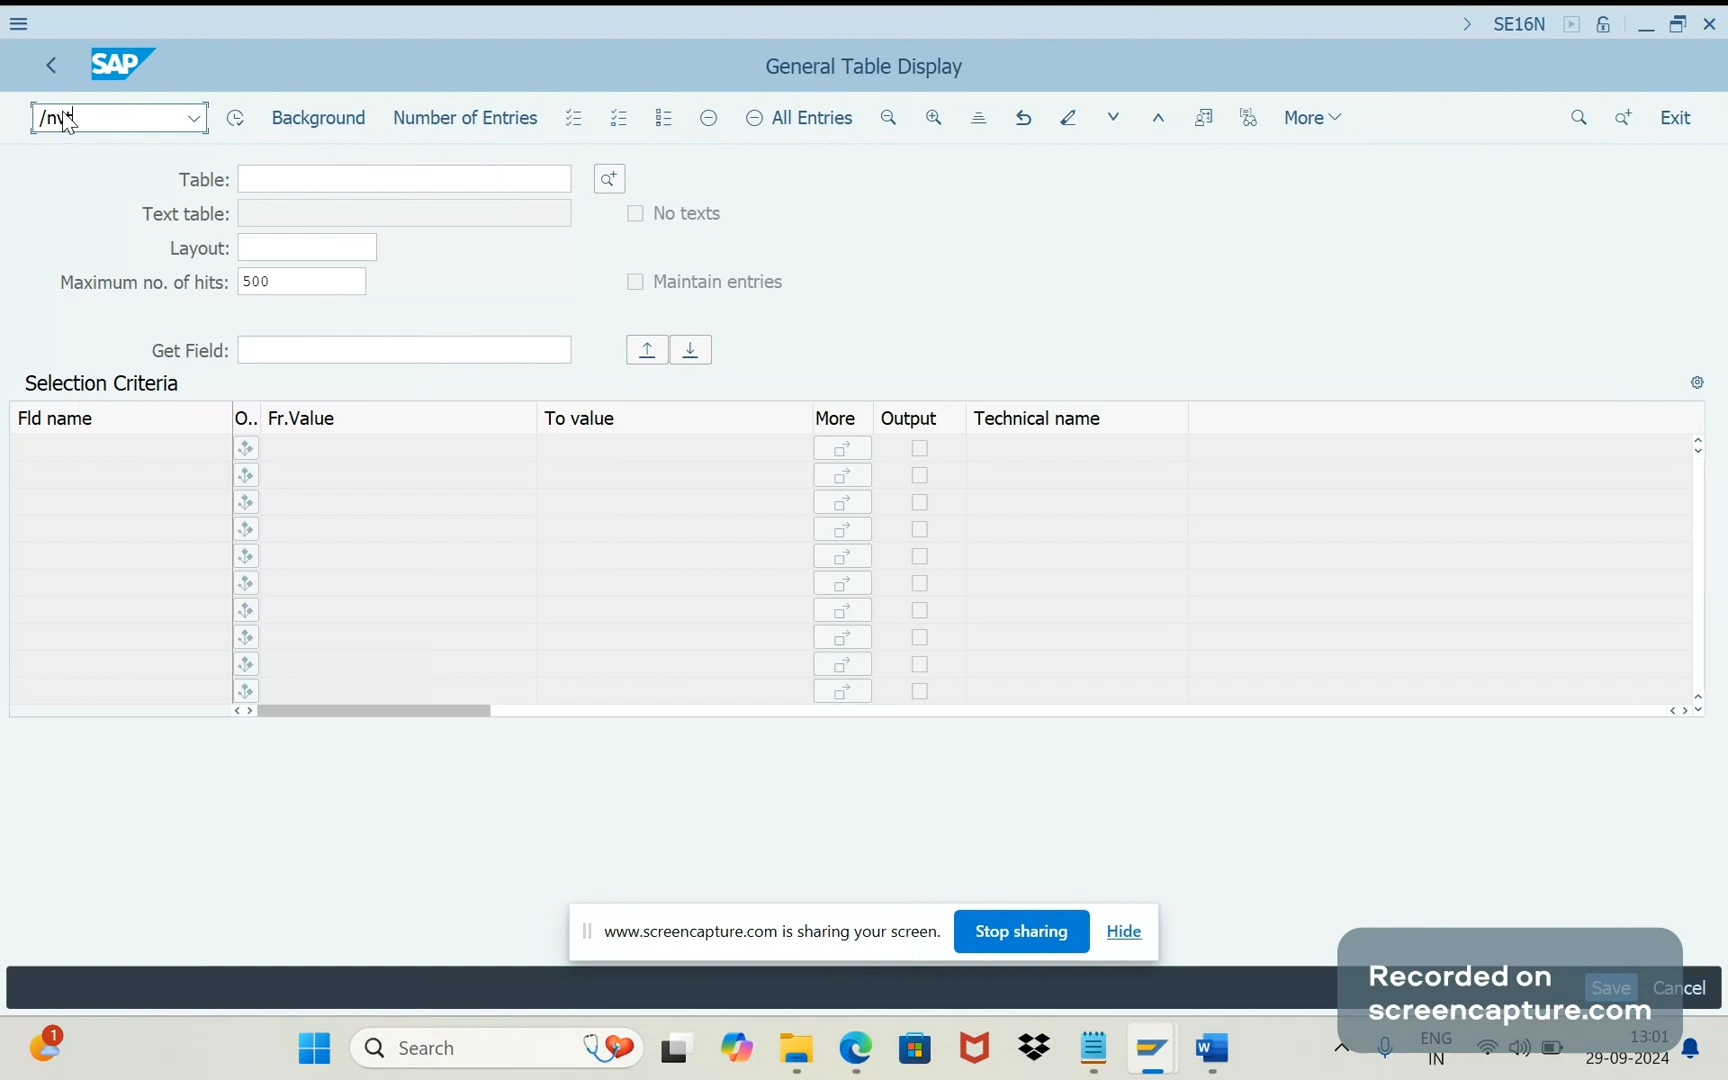 SE16N
SAP
General Table Display
Background Number of Entries All Entries More Exit
Table:
Text table: No texts
Layout:
Maximum no. of hits: 500 Maintain entries
Get Field:
Selection Criteria
Fld name O.. Fr.Value To value More Output Technical name
www.screencapture.com is sharing your screen. Stop sharing Hide
Recorded on
screencapture.com
Save Cancel
1
Search
ENG
IN
13:01
29-09-2024